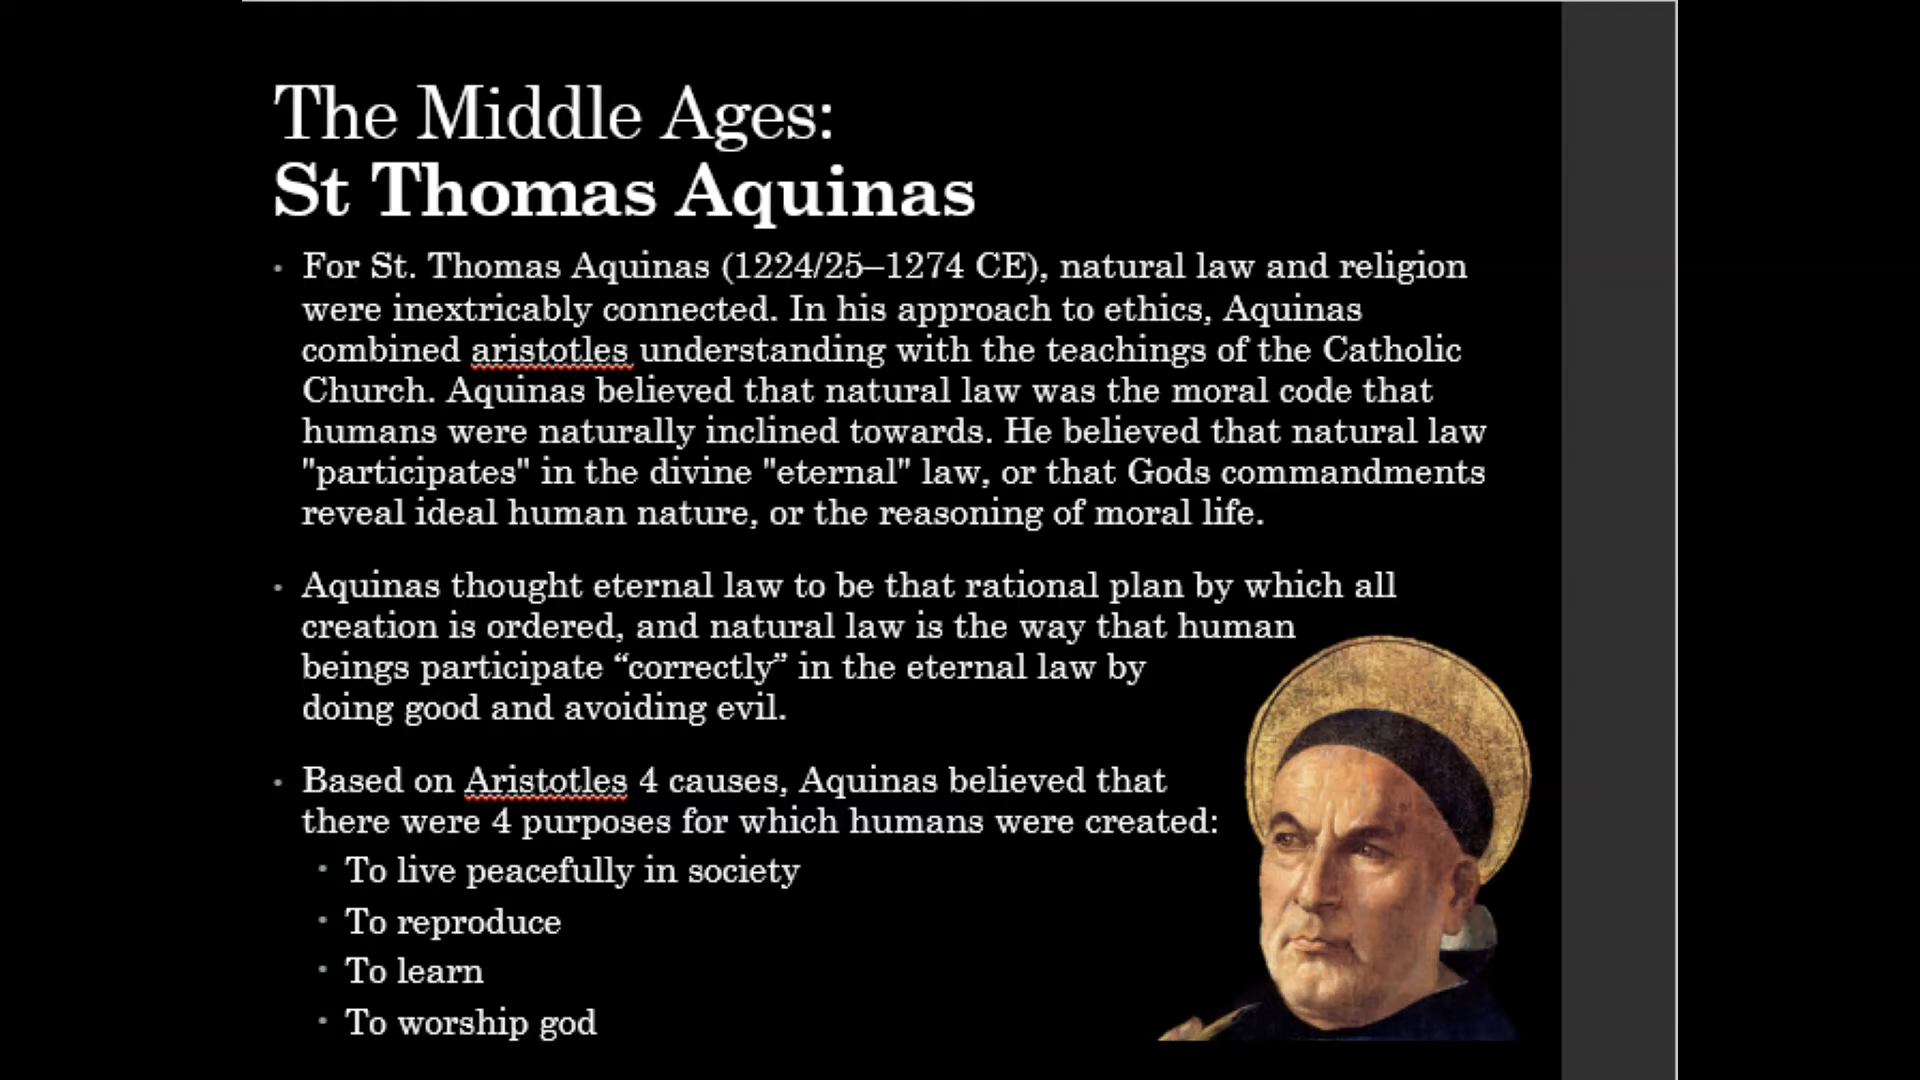 The Middle Ages:
St Thomas Aquinas
• For St. Thomas Aquinas (1224/25–1274 CE), natural law and religion
were inextricably connected. In his approach to ethics, Aquinas
combined aristotles understanding with the teachings of the Catholic
Church. Aquinas believed that natural law was the moral code that
humans were naturally inclined towards. He believed that natural law
"participates" in the divine "eternal" law, or that Gods commandments
reveal ideal human nature, or the reasoning of moral life.
• Aquinas thought eternal law to be that rational plan by which all
creation is ordered, and natural law is the way that human
beings participate “correctly” in the eternal law by
doing good and avoiding evil.
• Based on Aristotles 4 causes, Aquinas believed that
there were 4 purposes for which humans were created:
• To live peacefully in society
• To reproduce
• To learn
• To worship god